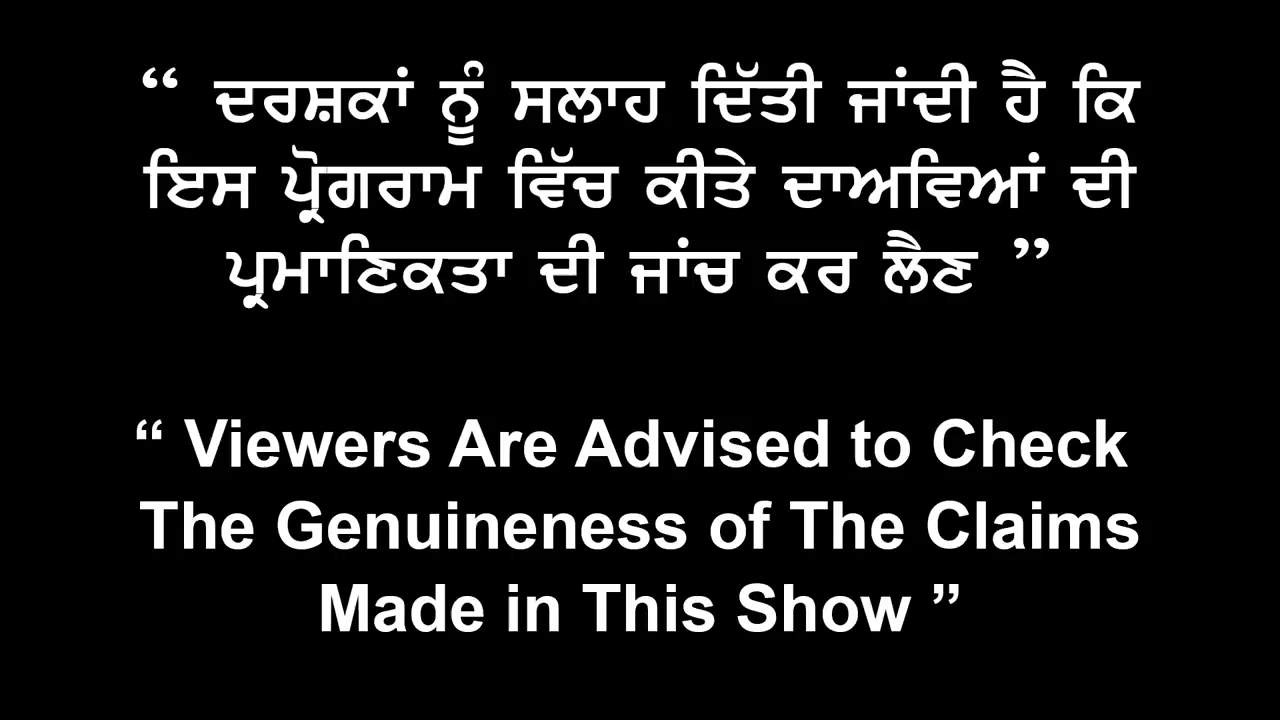 “ ਦਰਸ਼ਕਾਂ ਨੂੰ ਸਲਾਹ ਦਿੱਤੀ ਜਾਂਦੀ ਹੈ ਕਿ
ਇਸ ਪ੍ਰੋਗਰਾਮ ਵਿੱਚ ਕੀਤੇ ਦਾਅਵਿਆਂ ਦੀ
ਪ੍ਰਮਾਣਿਕਤਾ ਦੀ ਜਾਂਚ ਕਰ ਲੈਣ ”
“ Viewers Are Advised to Check
The Genuineness of The Claims
Made in This Show ”